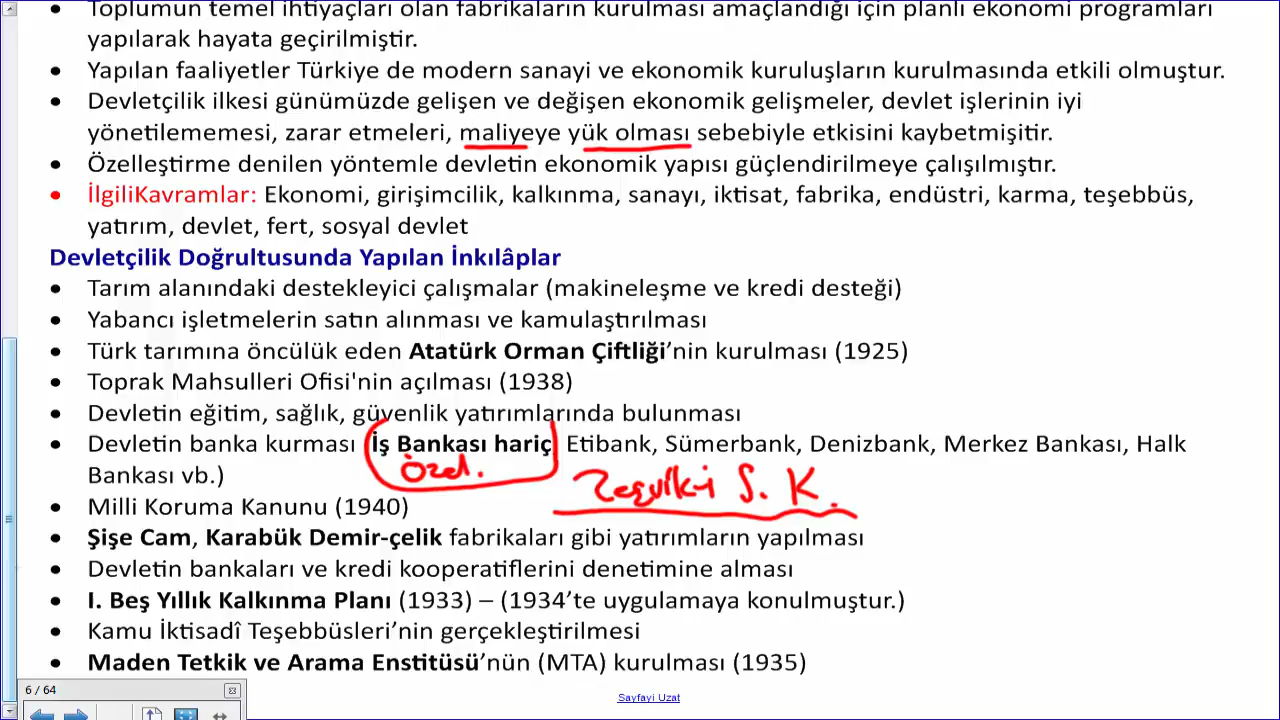 Toplumun temel ihtiyaçları olan fabrikaların kurulması amaçlandığı için planlı ekonomi programları
yapılarak hayata geçirilmiştir.
• Yapılan faaliyetler Türkiye de modern sanayi ve ekonomik kuruluşların kurulmasında etkili olmuştur.
• Devletçilik ilkesi günümüzde gelişen ve değişen ekonomik gelişmeler, devlet işlerinin iyi
yönetilememesi, zarar etmeleri, maliyeye yük olması sebebiyle etkisini kaybetmişitir.
• Özelleştirme denilen yöntemle devletin ekonomik yapısı güçlendirilmeye çalışılmıştır.
• İlgiliKavramlar: Ekonomi, girişimcilik, kalkınma, sanayı, iktisat, fabrika, endüstri, karma, teşebbüs,
yatırım, devlet, fert, sosyal devlet
Devletçilik Doğrultusunda Yapılan İnkılâplar
• Tarım alanındaki destekleyici çalışmalar (makineleşme ve kredi desteği)
• Yabancı işletmelerin satın alınması ve kamulaştırılması
• Türk tarımına öncülük eden Atatürk Orman Çiftliği’nin kurulması (1925)
• Toprak Mahsulleri Ofisi'nin açılması (1938)
• Devletin eğitim, sağlık, güvenlik yatırımlarında bulunması
• Devletin banka kurması İş Bankası hariç Etibank, Sümerbank, Denizbank, Merkez Bankası, Halk
Bankası vb.)
özel.
S. K.
• Milli Koruma Kanunu (1940)
• Şişe Cam, Karabük Demir-çelik fabrikaları gibi yatırımların yapılması
• Devletin bankaları ve kredi kooperatiflerini denetimine alması
• I. Beş Yıllık Kalkınma Planı (1933) – (1934’te uygulamaya konulmuştur.)
• Kamu İktisadî Teşebbüsleri’nin gerçekleştirilmesi
• Maden Tetkik ve Arama Enstitüsü’nün (MTA) kurulması (1935)
6 / 64
Sayfayi Uzat